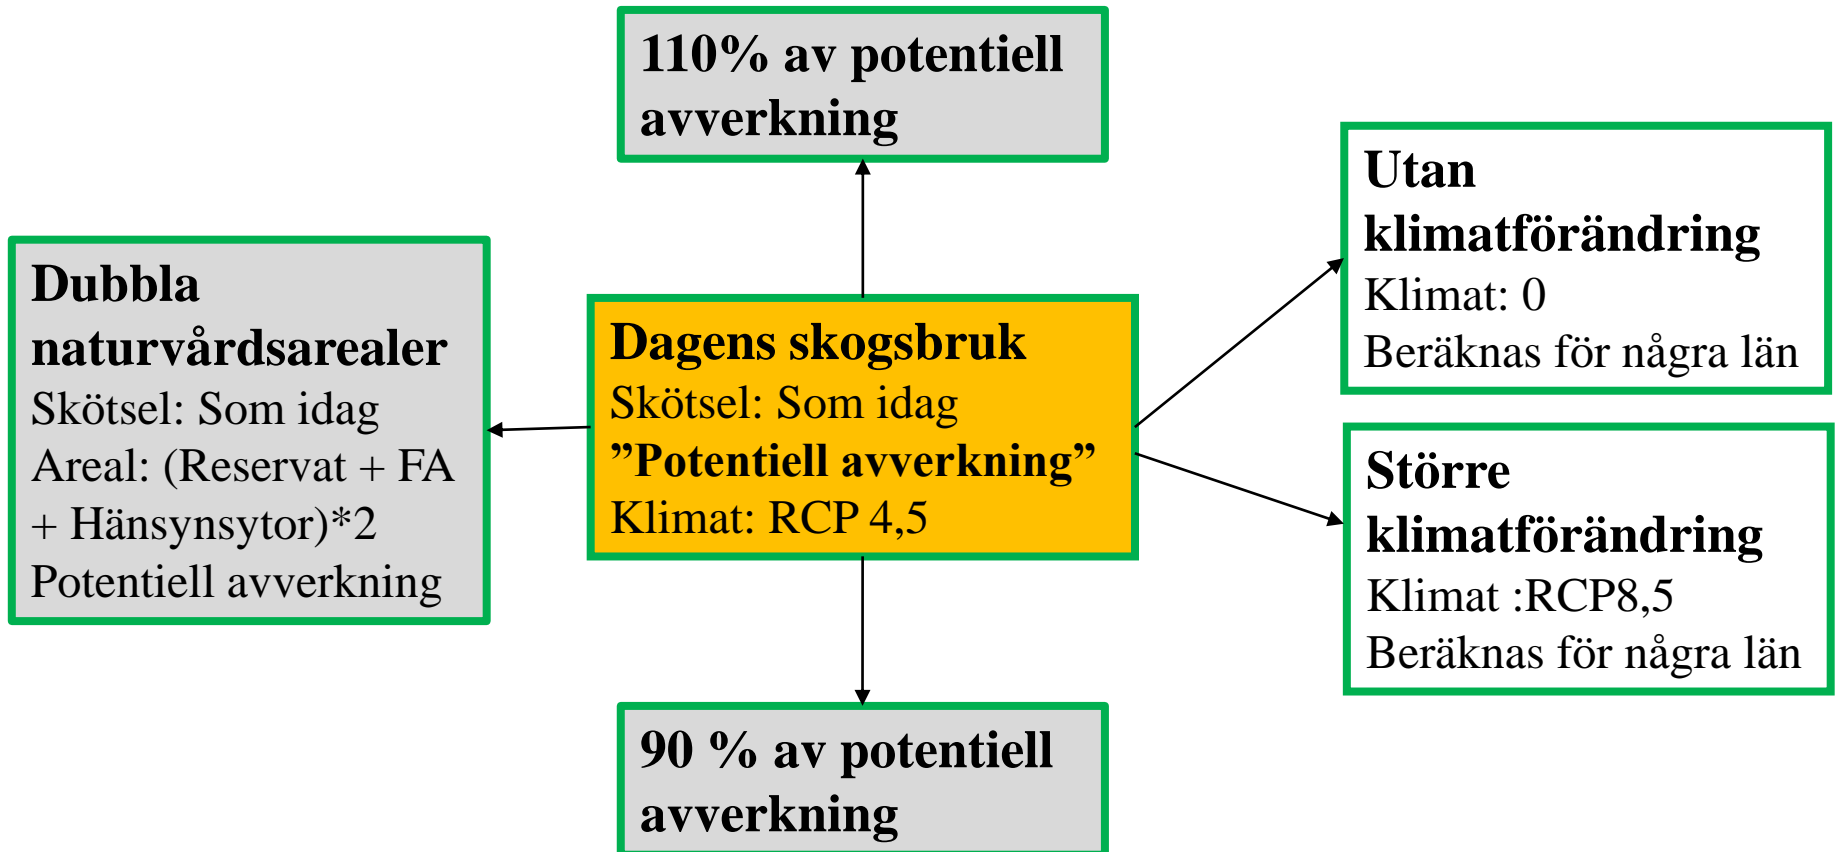 110% av potentiell
avverkning
Utan
klimatförändring
Klimat: 0
Beräknas för några län
Dubbla
naturvårdsarealer
Skötsel: Som idag
Areal: (Reservat + FA
+ Hänsynsytor)*2
Potentiell avverkning
Dagens skogsbruk
Skötsel: Som idag
”Potentiell avverkning”
Klimat: RCP 4,5
Större
klimatförändring
Klimat :RCP8,5
Beräknas för några län
90 % av potentiell
avverkning